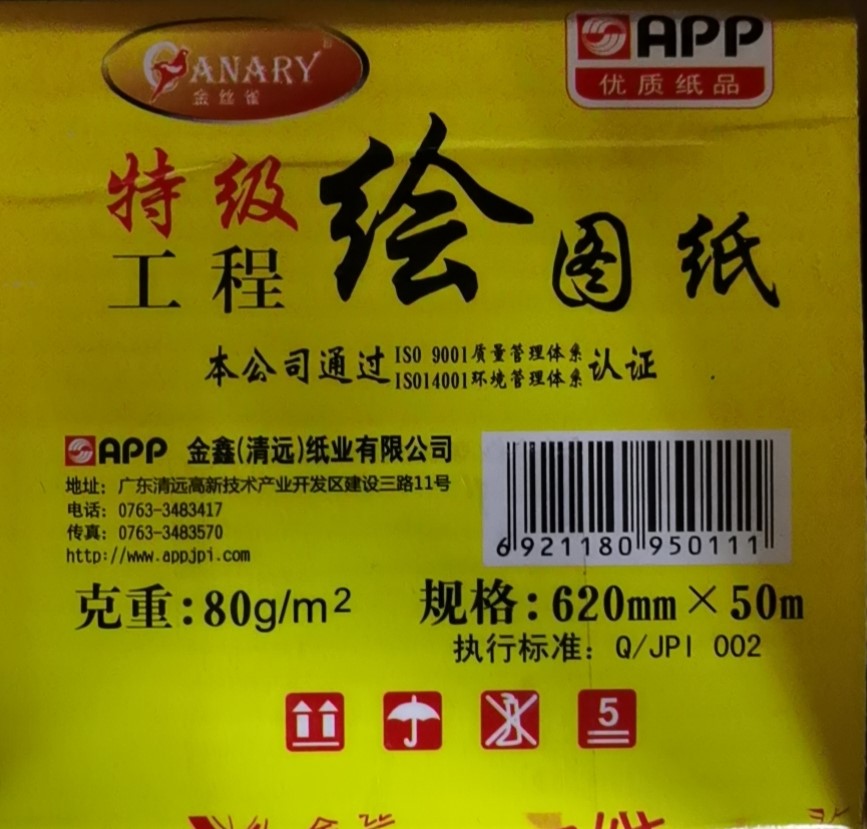 CANARY®
金丝雀
APP
优质纸品
特级
工程
绘图纸
本公司通过 ISO 9001质量管理体系 认证
ISO14001环境管理体系
APP 金鑫(清远)纸业有限公司
地址：广东清远高新技术产业开发区建设三路11号
电话：0763-3483417
传真：0763-3483570
http://www.appjpi.com
6 921180 950111
克重:80g/m²
规格:620mm×50m
执行标准：Q/JPI 002
5